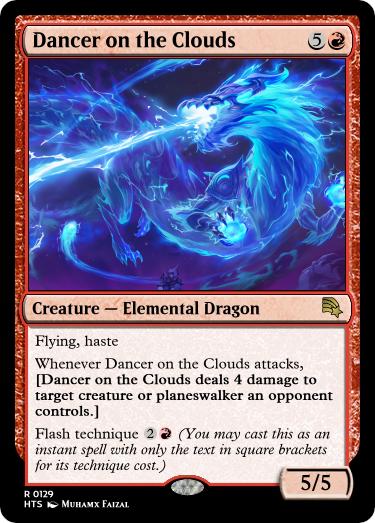 Dancer on the Clouds 5
Creature — Elemental Dragon
Flying, haste
Whenever Dancer on the Clouds attacks,
[Dancer on the Clouds deals 4 damage to
target creature or planeswalker an opponent
controls.]
Flash technique 2 (You may cast this as an
instant spell with only the text in square brackets
for its technique cost.)
5/5
R 0129
HTS Muhamx Faizal